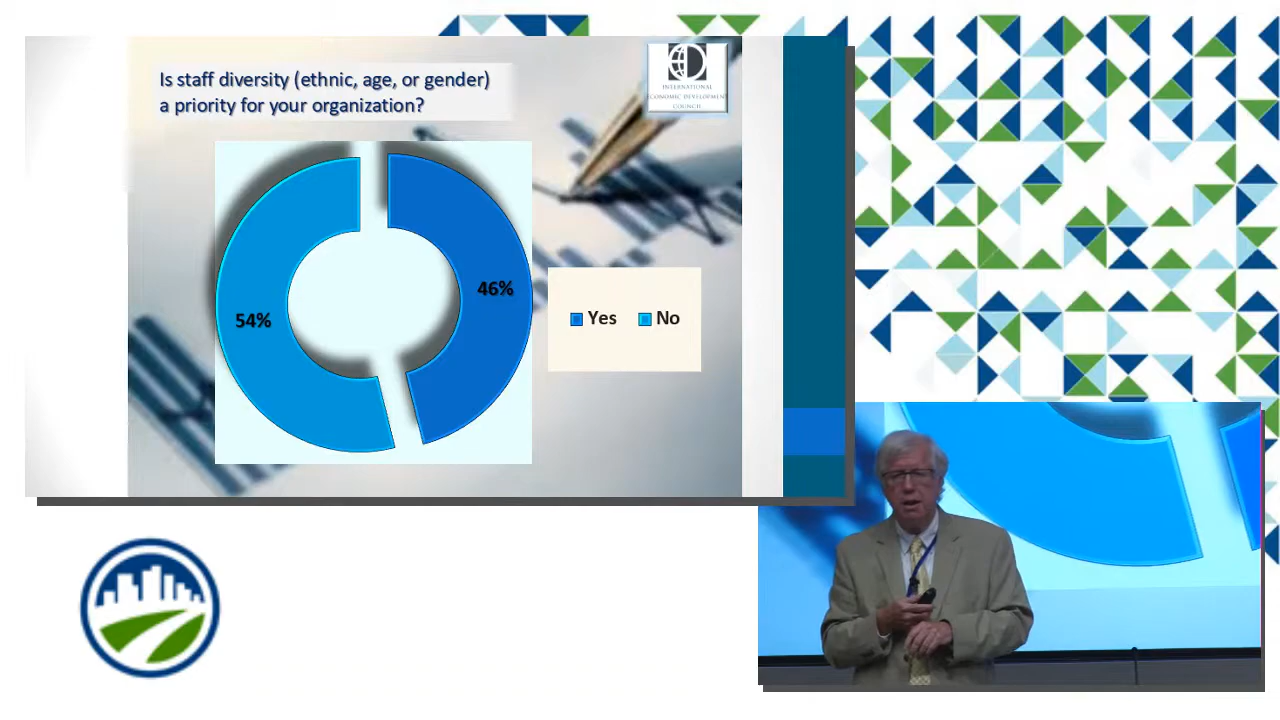 Is staff diversity (ethnic, age, or gender)
a priority for your organization?
INTERNATIONAL
ECONOMIC DEVELOPMENT
COUNCIL
46%
54%
Yes No